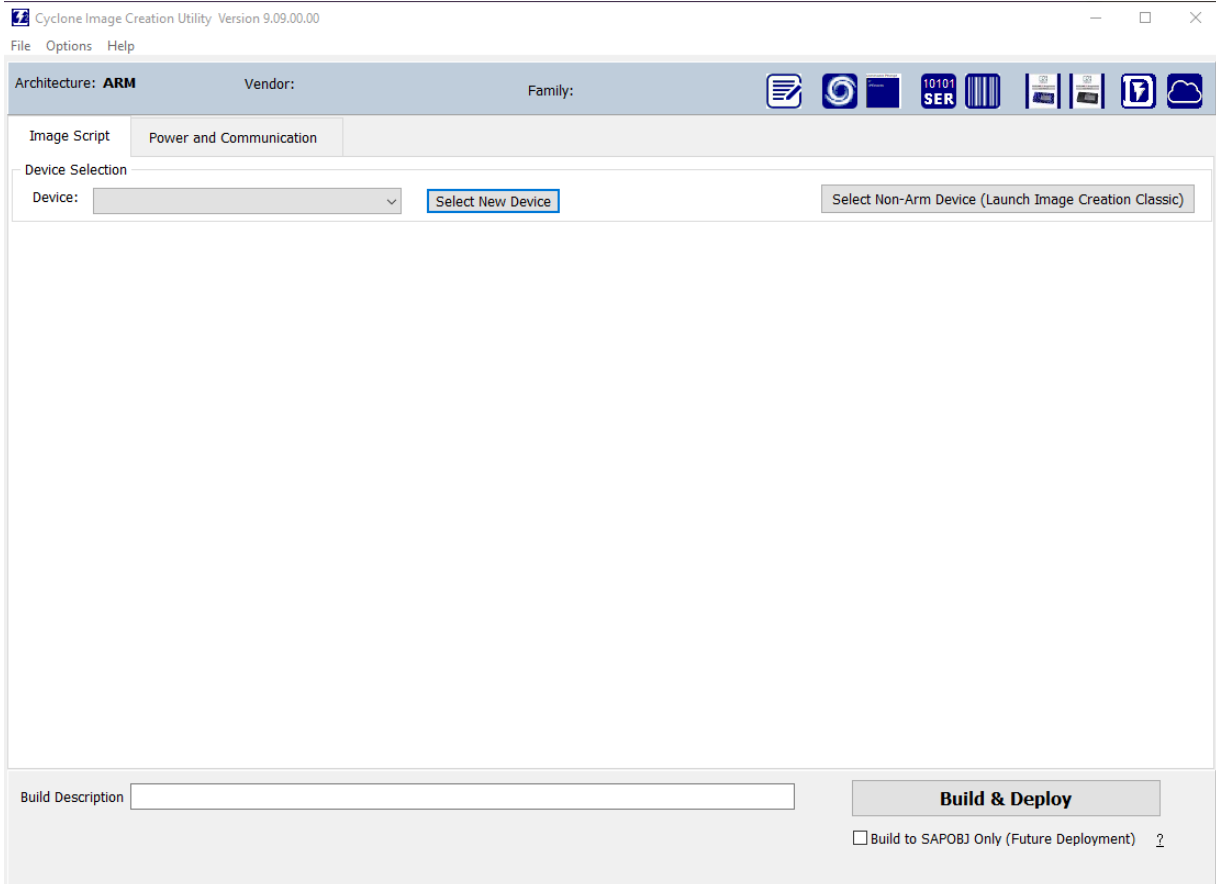 Cyclone Image Creation Utility Version 9.09.00.00
File Options Help
Architecture: ARM Vendor: Family:
10101
SER
Image Script Power and Communication
Device Selection
Device: Select New Device Select Non-Arm Device (Launch Image Creation Classic)
Build Description Build & Deploy
Build to SAPOBJ Only (Future Deployment) ?